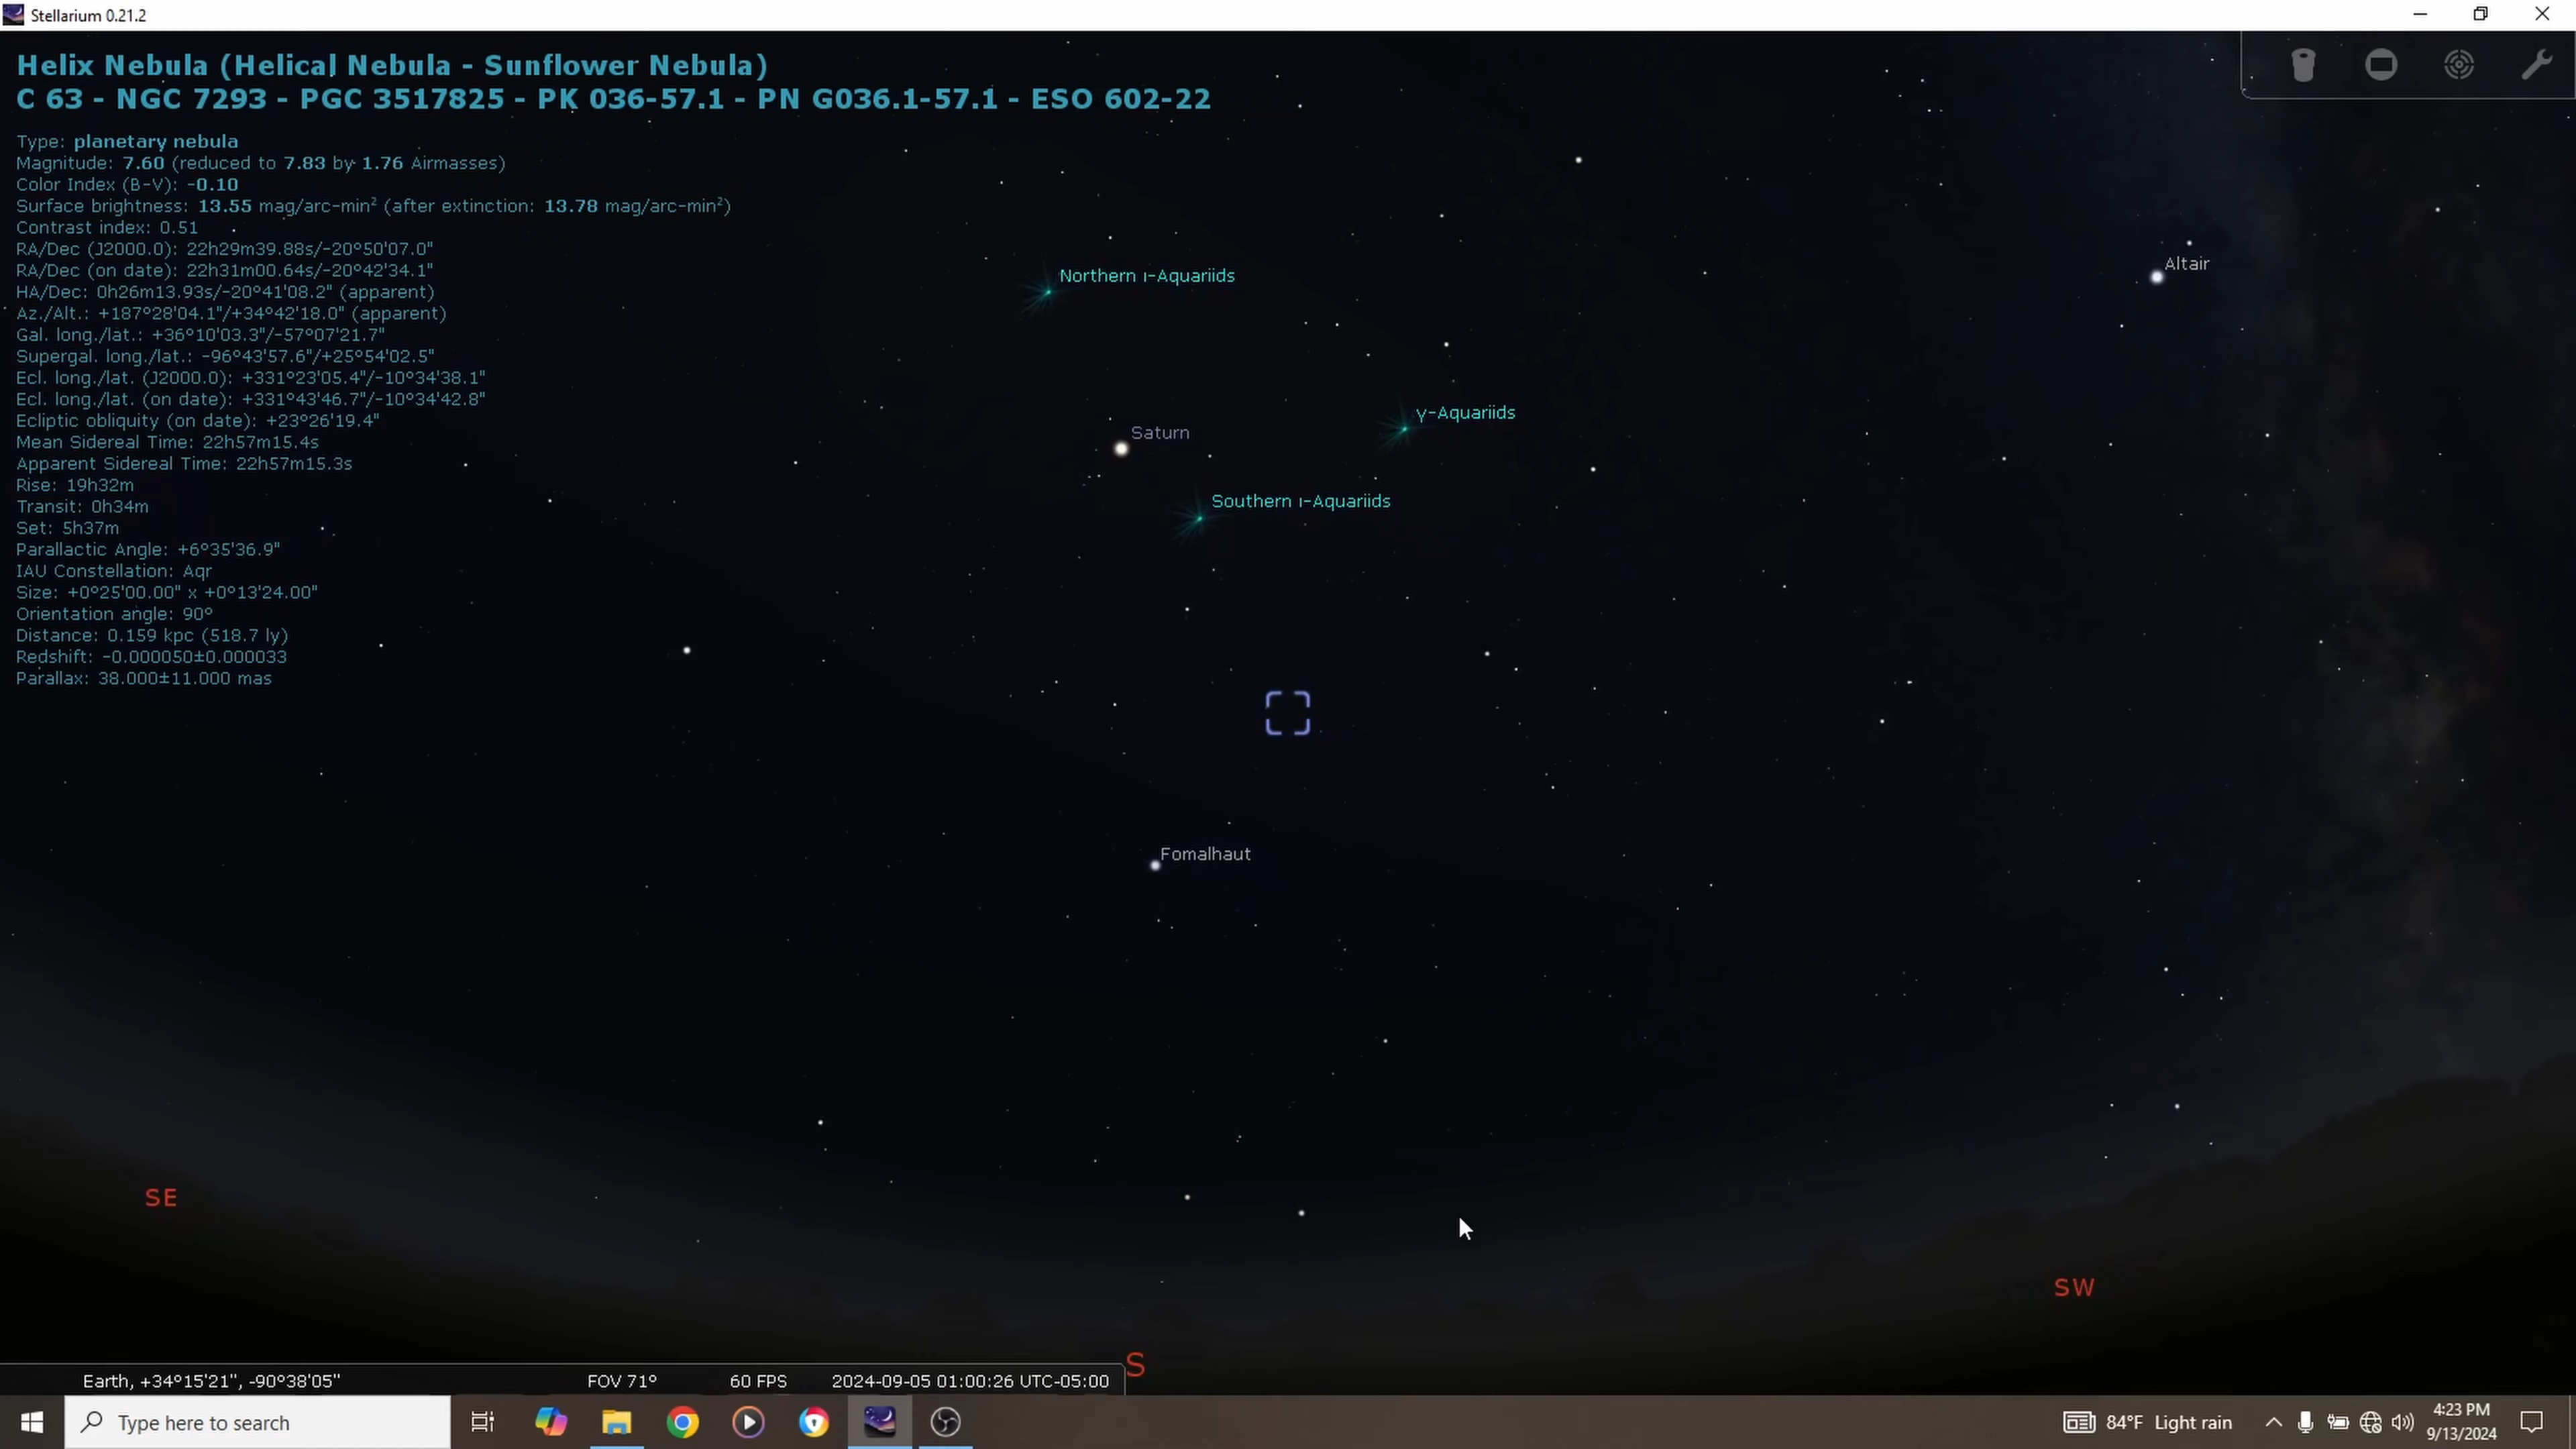 Stellarium 0.21.2
Helix Nebula (Helical Nebula - Sunflower Nebula)
C 63 - NGC 7293 - PGC 3517825 - PK 036-57.1 - PN G036.1-57.1 - ESO 602-22
Type: planetary nebula
Magnitude: 7.60 (reduced to 7.83 by 1.76 Airmasses)
Color Index (B-V): -0.10
Surface brightness: 13.55 mag/arc-min² (after extinction: 13.78 mag/arc-min²)
Contrast index: 0.51
RA/Dec (J2000.0): 22h29m39.88s/-20°50'07.0"
RA/Dec (on date): 22h31m00.64s/-20°42'34.1"
HA/Dec: 0h26m13.93s/-20°41'08.2" (apparent)
Az./Alt.: +187°28'04.1"/+34°42'18.0" (apparent)
Gal. long./lat.: +36°10'03.3"/-57°07'21.7"
Supergal. long./lat.: -96°43'57.6"/+25°54'02.5"
Ecl. long./lat. (J2000.0): +331°23'05.4"/-10°34'38.1"
Ecl. long./lat. (on date): +331°43'46.7"/-10°34'42.8"
Ecliptic obliquity (on date): +23°26'19.4"
Mean Sidereal Time: 22h57m15.4s
Apparent Sidereal Time: 22h57m15.3s
Rise: 19h32m
Transit: 0h34m
Set: 5h37m
Parallactic Angle: +6°35'36.9"
IAU Constellation: Aqr
Size: +0°25'00.00" x +0°13'24.00"
Orientation angle: 90°
Distance: 0.159 kpc (518.7 ly)
Redshift: -0.000050±0.000033
Parallax: 38.000±11.000 mas
Altair
Northern ι-Aquariids
γ-Aquariids
Saturn
Southern ι-Aquariids
Fomalhaut
SE
SW
S
Earth, +34°15'21", -90°38'05" FOV 71° 60 FPS 2024-09-05 01:00:26 UTC-05:00
Type here to search
84°F Light rain
4:23 PM
9/13/2024